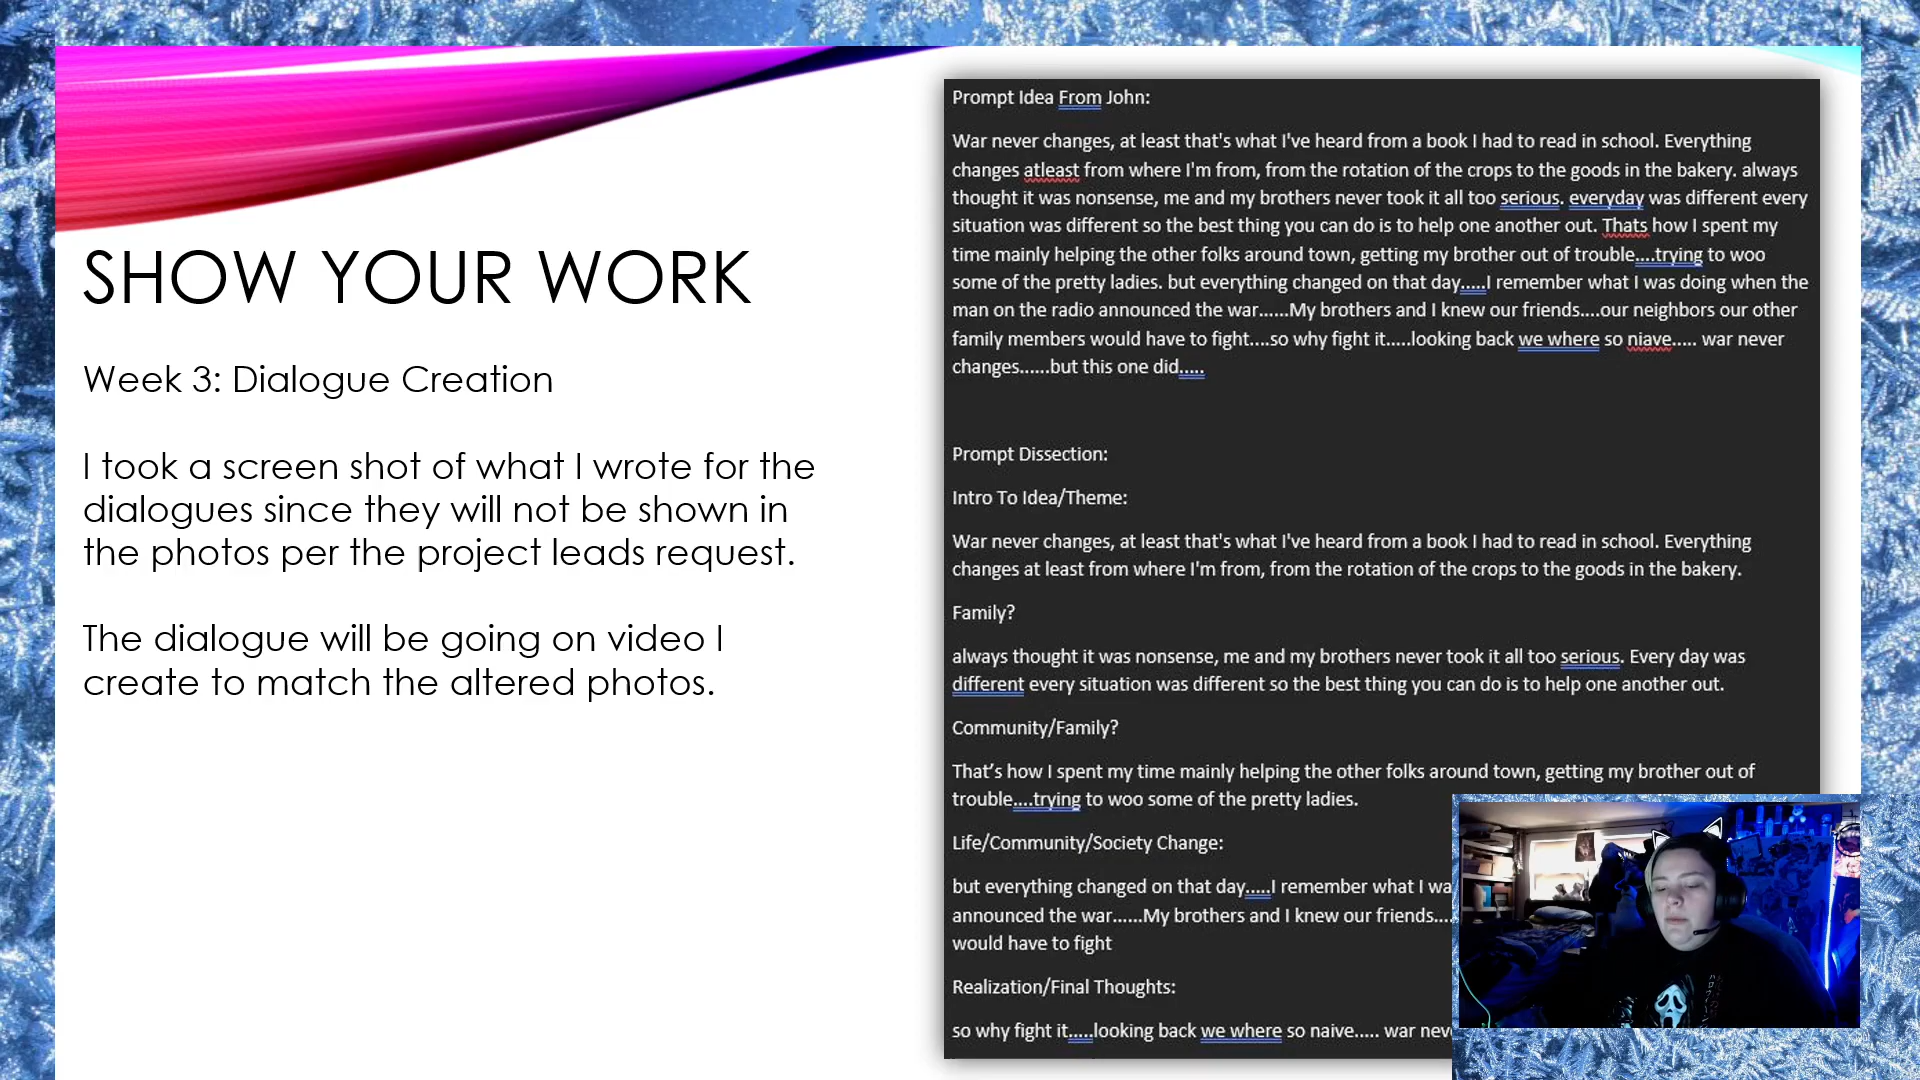 SHOW YOUR WORK
Week 3: Dialogue Creation
I took a screen shot of what I wrote for the
dialogues since they will not be shown in
the photos per the project leads request.
The dialogue will be going on video I
create to match the altered photos.
Prompt Idea From John:
War never changes, at least that's what I've heard from a book I had to read in school. Everything
changes atleast from where I'm from, from the rotation of the crops to the goods in the bakery. always
thought it was nonsense, me and my brothers never took it all too serious. everyday was different every
situation was different so the best thing you can do is to help one another out. Thats how I spent my
time mainly helping the other folks around town, getting my brother out of trouble....trying to woo
some of the pretty ladies. but everything changed on that day.....I remember what I was doing when the
man on the radio announced the war......My brothers and I knew our friends....our neighbors our other
family members would have to fight....so why fight it.....looking back we where so niave..... war never
changes......but this one did.....
Prompt Dissection:
Intro To Idea/Theme:
War never changes, at least that's what I've heard from a book I had to read in school. Everything
changes at least from where I'm from, from the rotation of the crops to the goods in the bakery.
Family?
always thought it was nonsense, me and my brothers never took it all too serious. Every day was
different every situation was different so the best thing you can do is to help one another out.
Community/Family?
That’s how I spent my time mainly helping the other folks around town, getting my brother out of
trouble....trying to woo some of the pretty ladies.
Life/Community/Society Change:
but everything changed on that day.....I remember what I
announced the war......My brothers and I knew our friends....
would have to fight
Realization/Final Thoughts:
so why fight it.....looking back we where so naive..... war